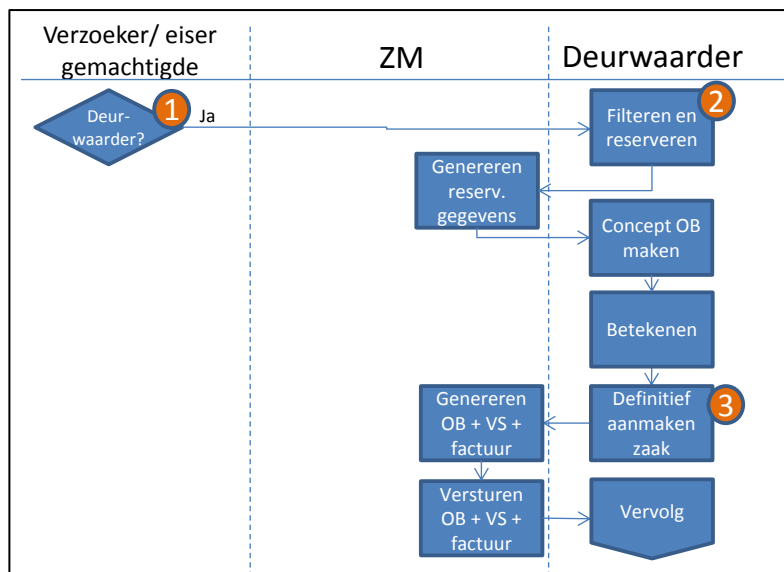 Verzoeker/ eiser
gemachtigde
ZM
Deurwaarder
Deur-
waarder?
1
Ja
Filteren en
reserveren
2
Genereren
reserv.
gegevens
Concept OB
maken
Betekenen
Definitief
aanmaken
zaak
3
Genereren
OB + VS +
factuur
Versturen
OB + VS +
factuur
Vervolg